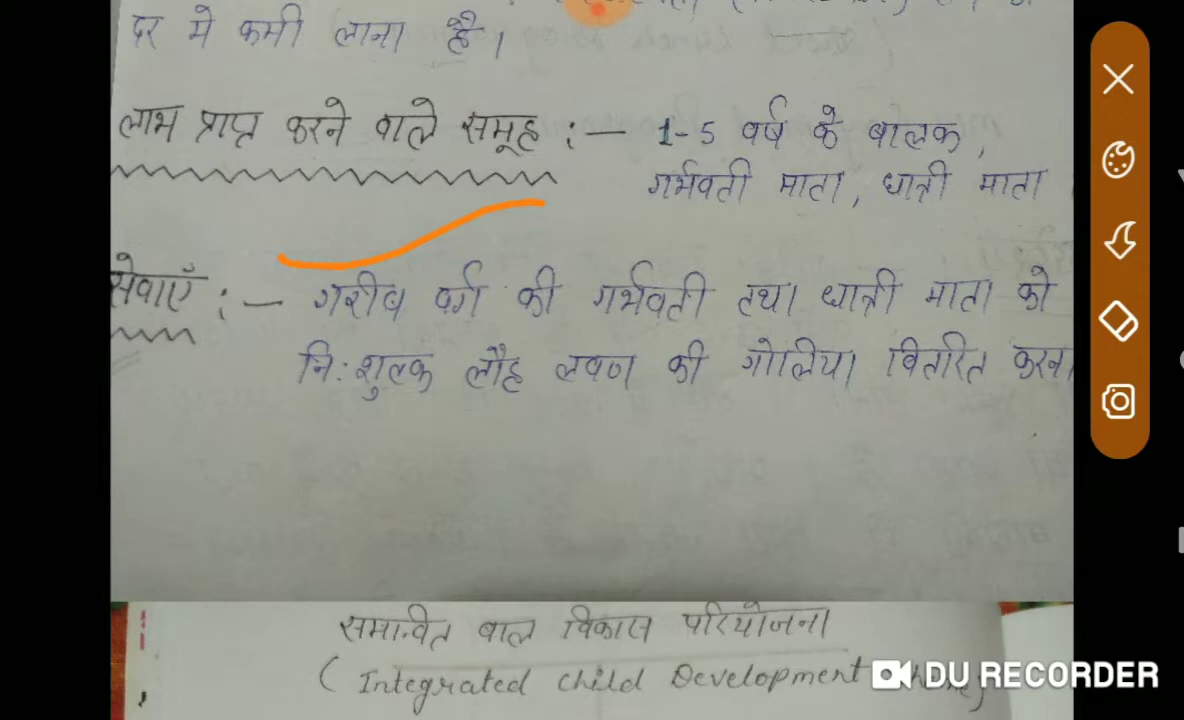 दर मे कमी लाना है।
लाभ प्राप्त करने वाले समूह :- 1-5 वर्ष के बालक,
गर्भवती माता, धात्री माता
सेवाएँ :- गरीब वर्ग की गर्भवती तथा धात्री माता को
नि:शुल्क लौह लवण की गोलिया वितरित करना
समान्वित बाल विकास परियोजना
( Integrated child Development
DU RECORDER